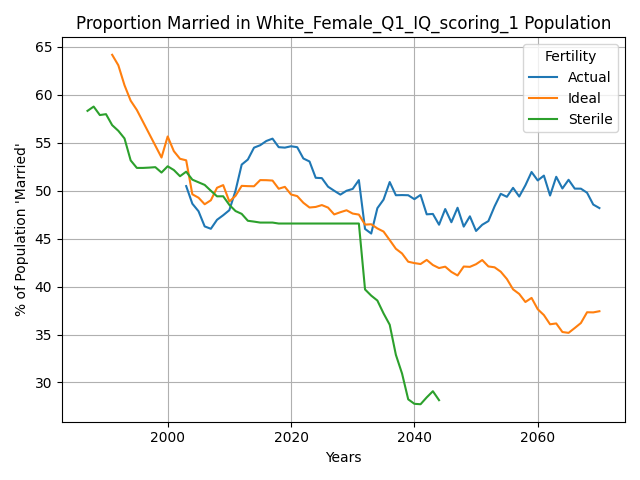 Proportion Married in White_Female_Q1_IQ_scoring_1 Population
Fertility
Actual
Ideal
Sterile
% of Population 'Married'
65
60
55
50
45
40
35
30
2000
2020
2040
2060
Years